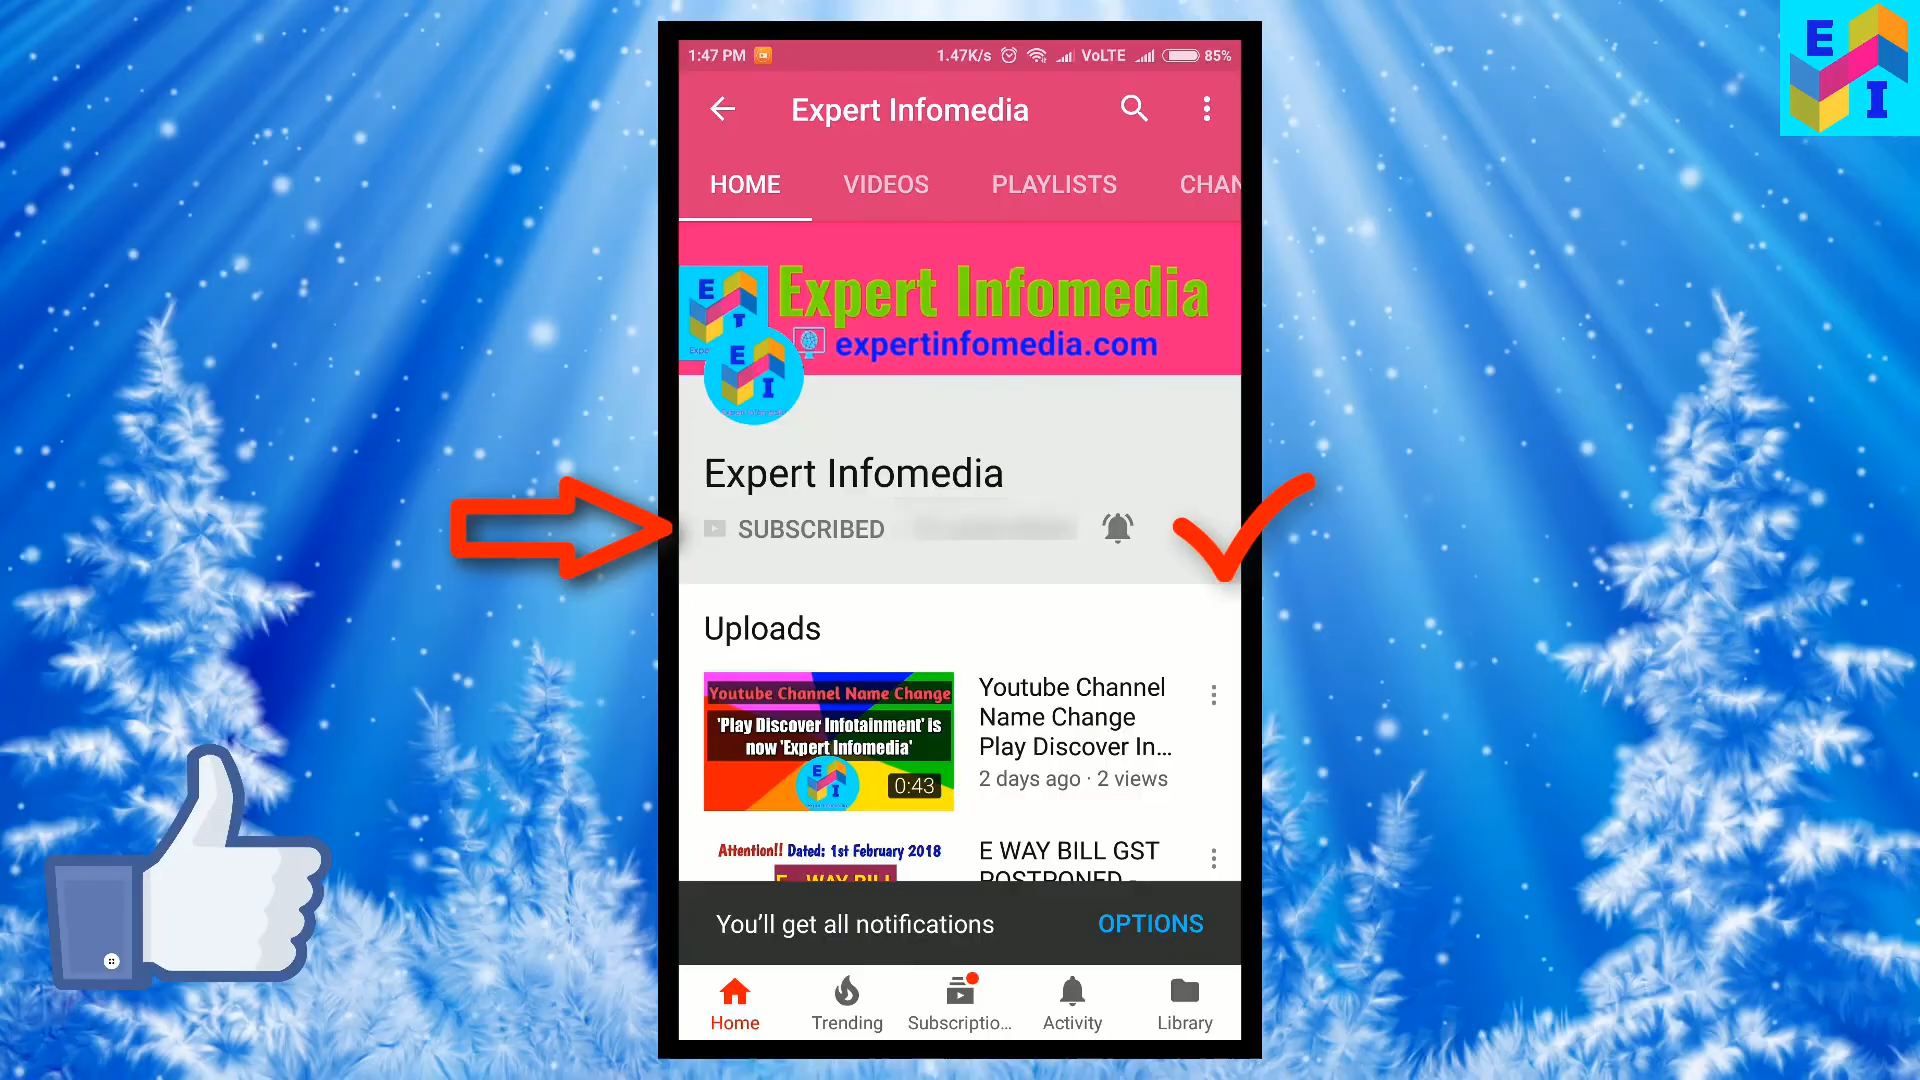 E
I
1:47 PM
1.47K/s
VoLTE
85%
Expert Infomedia
HOME
VIDEOS
PLAYLISTS
CHAN
E
I
Expert Infomedia
expertinfomedia.com
E
I
Expert Infomedia
SUBSCRIBED
Uploads
Youtube Channel Name Change
'Play Discover Infotainment' is
now 'Expert Infomedia'
E
I
0:43
Youtube Channel
Name Change
Play Discover In...
2 days ago · 2 views
Attention!! Dated: 1st February 2018
E - WAY BILL
E WAY BILL GST
POSTPONED -
You'll get all notifications
OPTIONS
Home
Trending
Subscriptio...
Activity
Library